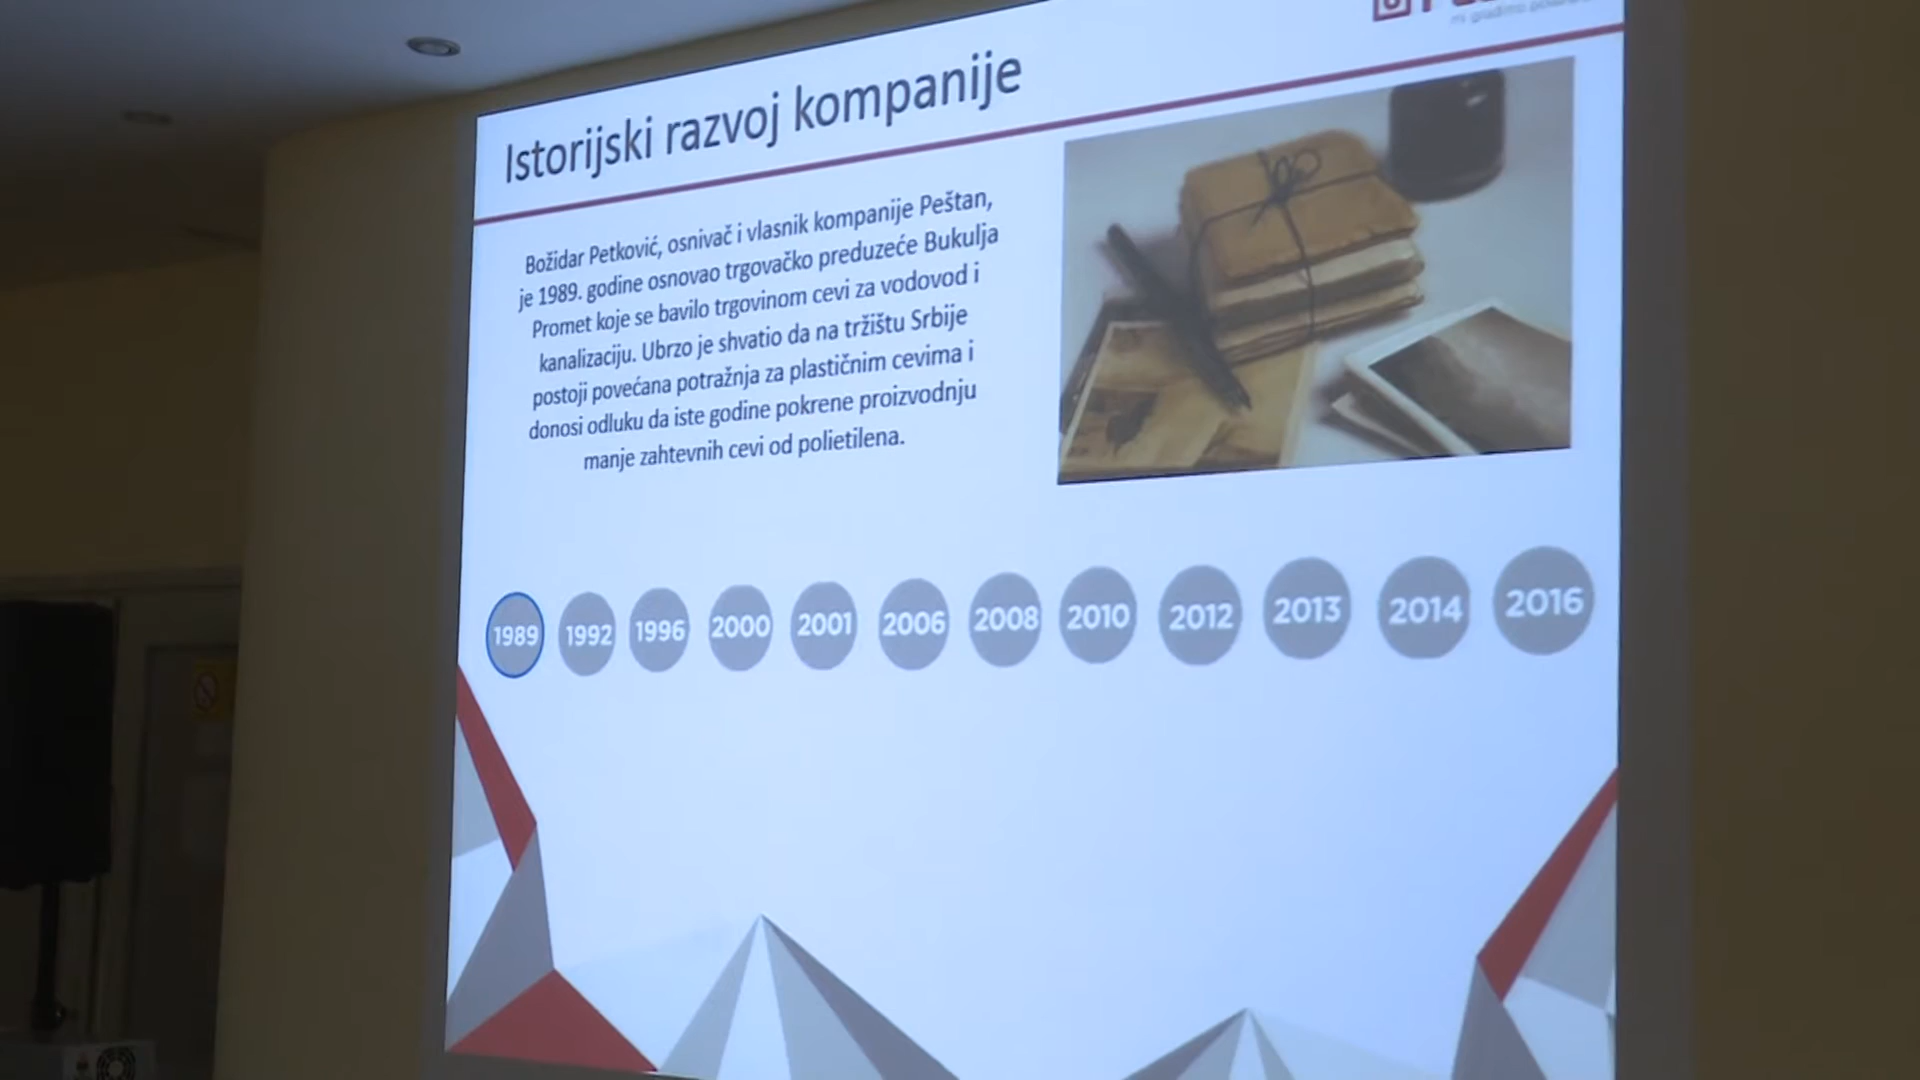 Istorijski razvoj kompanije
Božidar Petković, osnivač i vlasnik kompanije Peštan,
je 1989. godine osnovao trgovačko preduzeće Bukulja
Promet koje se bavilo trgovinom cevi za vodovod i
kanalizaciju. Ubrzo je shvatio da na tržištu Srbije
postoji povećana potražnja za plastičnim cevima i
donosi odluku da iste godine pokrene proizvodnju
manje zahtevnih cevi od polietilena.
1989 1992 1996 2000 2001 2006 2008 2010 2012 2013 2014 2016